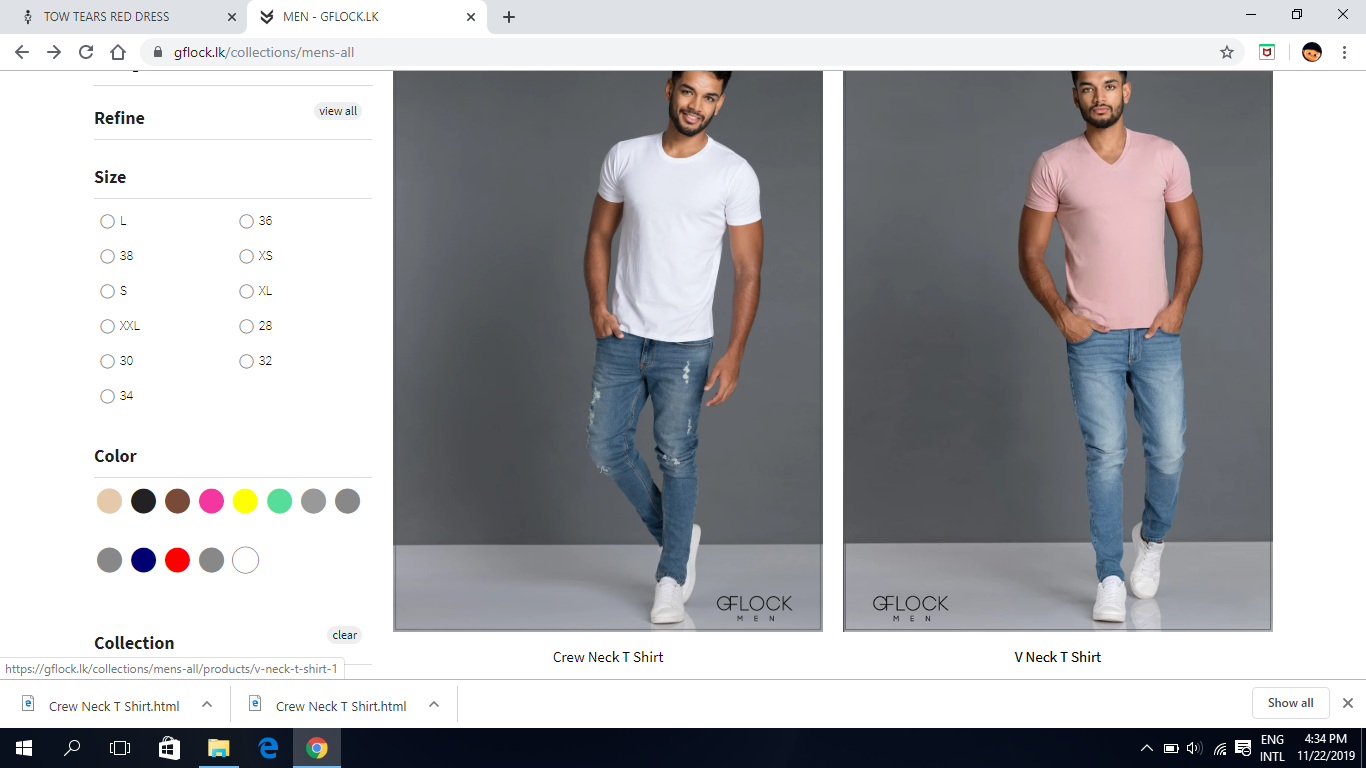 TOW TEARS RED DRESS
MEN - GFLOCK.LK
gflock.lk/collections/mens-all
Refine
view all
Size
L
36
38
XS
S
XL
XXL
28
30
32
34
Color
Collection
clear
GFLOCK
MEN
GFLOCK
MEN
Crew Neck T Shirt
V Neck T Shirt
https://gflock.lk/collections/mens-all/products/v-neck-t-shirt-1
Crew Neck T Shirt.html
Crew Neck T Shirt.html
Show all
ENG
INTL
4:34 PM
11/22/2019